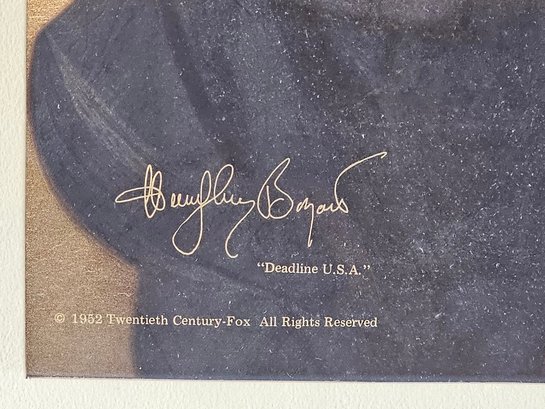 Humphrey Bogart
"Deadline U.S.A."
© 1952 Twentieth Century-Fox All Rights Reserved